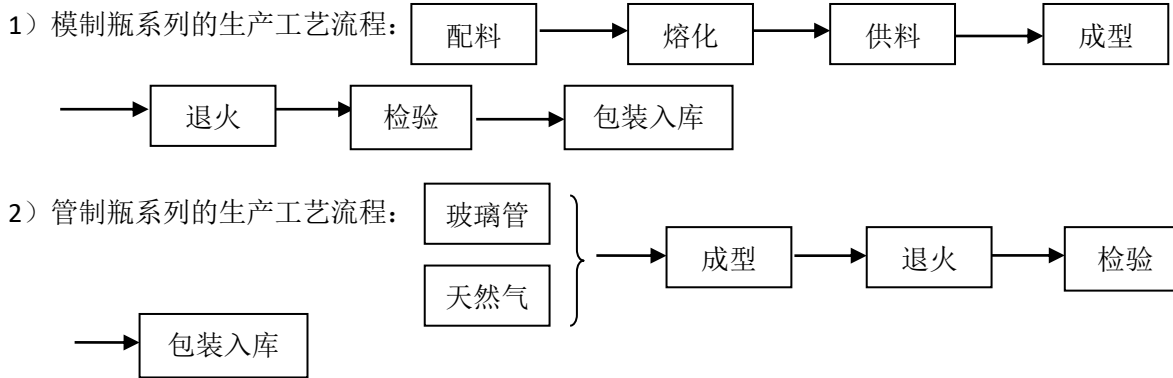 1）模制瓶系列的生产工艺流程： 配料 熔化 供料 成型
退火 检验 包装入库
2）管制瓶系列的生产工艺流程： 玻璃管
天然气
成型 退火 检验
包装入库